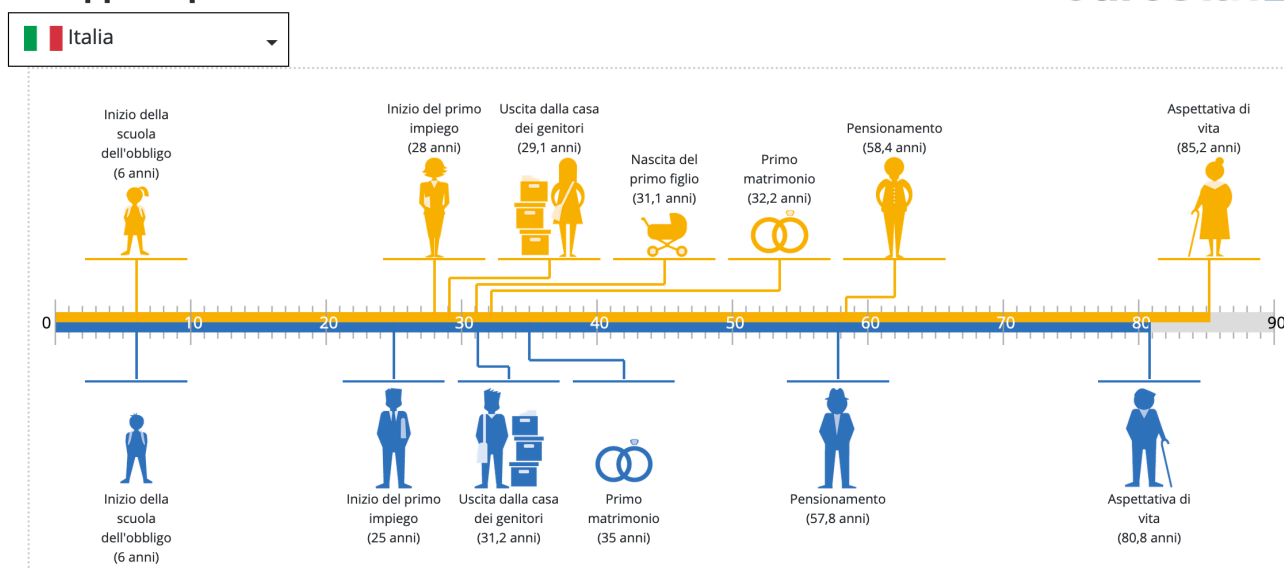 Italia
Inizio della
scuola
dell'obbligo
(6 anni)
Inizio del primo
impiego
(28 anni)
Uscita dalla casa
dei genitori
(29,1 anni)
Nascita del
primo figlio
(31,1 anni)
Primo
matrimonio
(32,2 anni)
Pensionamento
(58,4 anni)
Aspettativa di
vita
(85,2 anni)
0 10 20 30 40 50 60 70 80 90
Inizio della
scuola
dell'obbligo
(6 anni)
Inizio del primo
impiego
(25 anni)
Uscita dalla casa
dei genitori
(31,2 anni)
Primo
matrimonio
(35 anni)
Pensionamento
(57,8 anni)
Aspettativa di
vita
(80,8 anni)